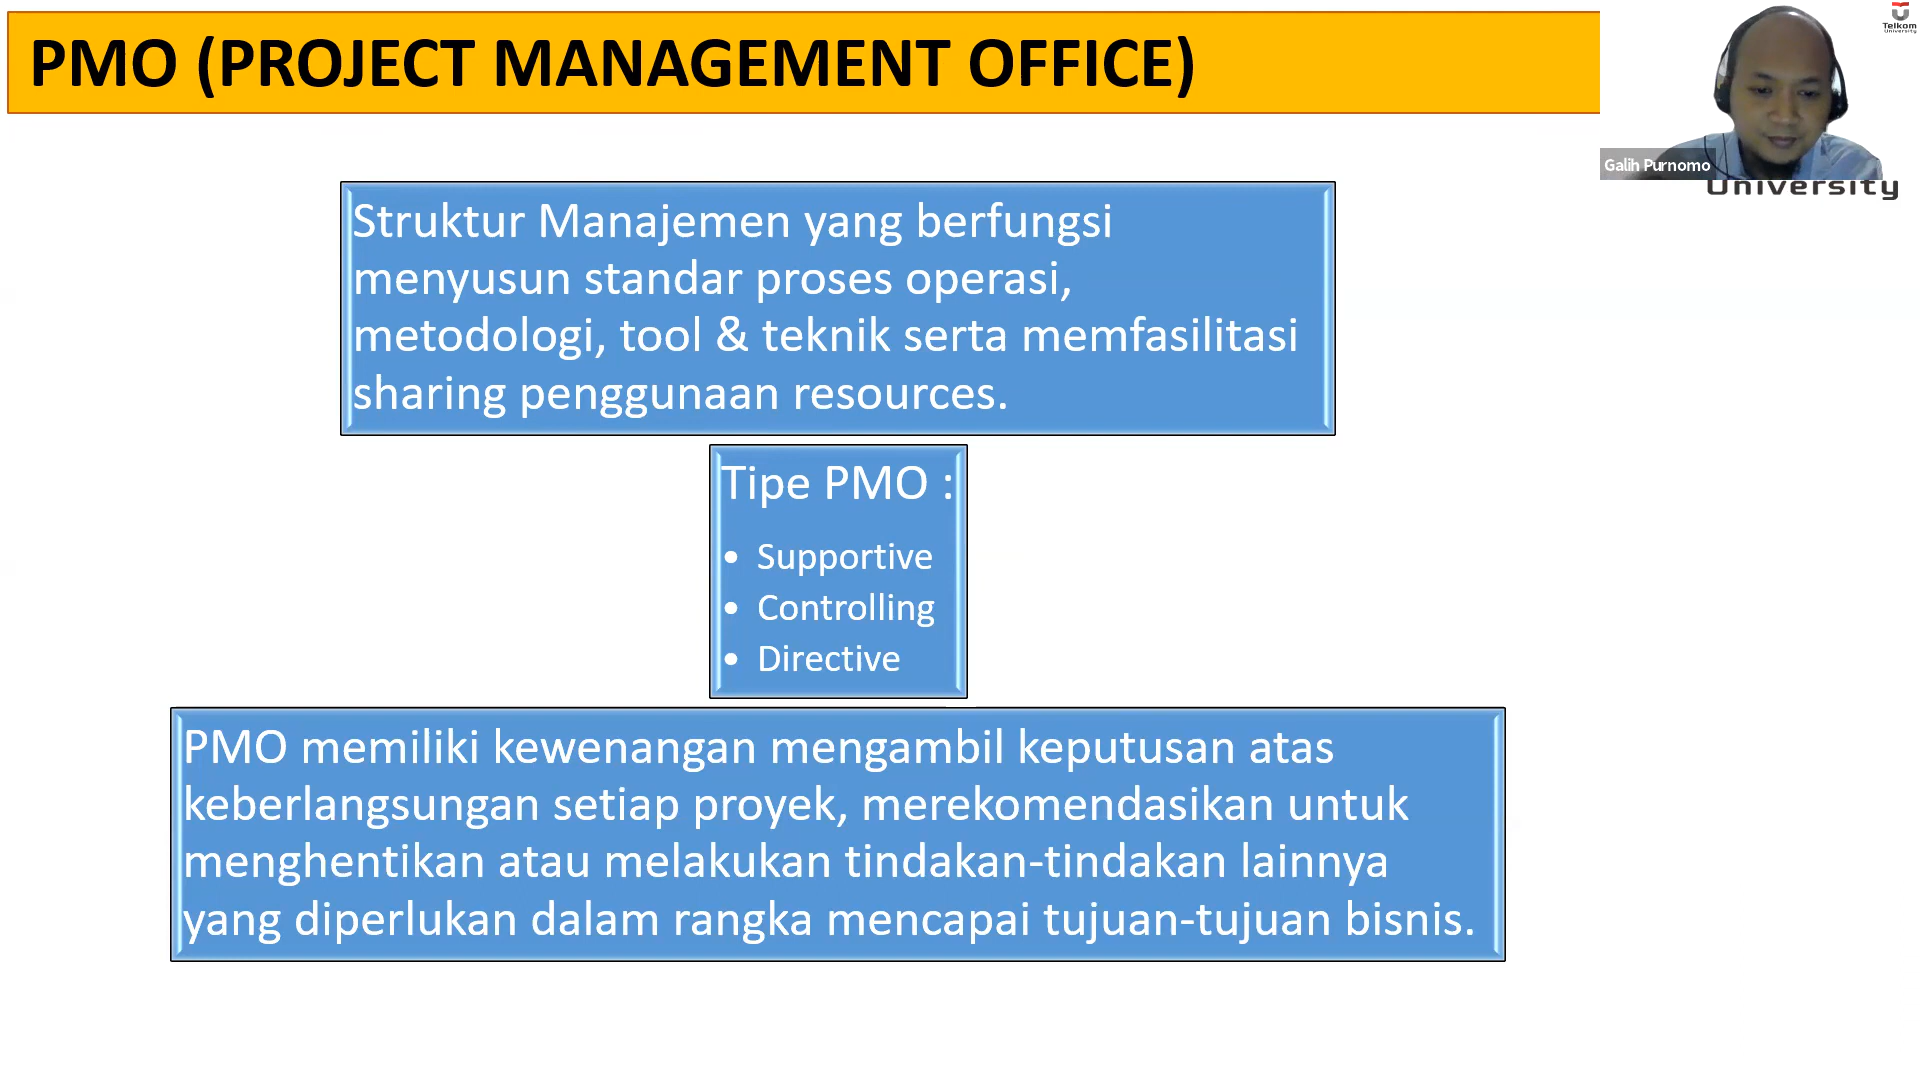 PMO (PROJECT MANAGEMENT OFFICE)
Telkom
University
Galih Purnomo
University
Struktur Manajemen yang berfungsi
menyusun standar proses operasi,
metodologi, tool & teknik serta memfasilitasi
sharing penggunaan resources.
Tipe PMO :
• Supportive
• Controlling
• Directive
PMO memiliki kewenangan mengambil keputusan atas
keberlangsungan setiap proyek, merekomendasikan untuk
menghentikan atau melakukan tindakan-tindakan lainnya
yang diperlukan dalam rangka mencapai tujuan-tujuan bisnis.